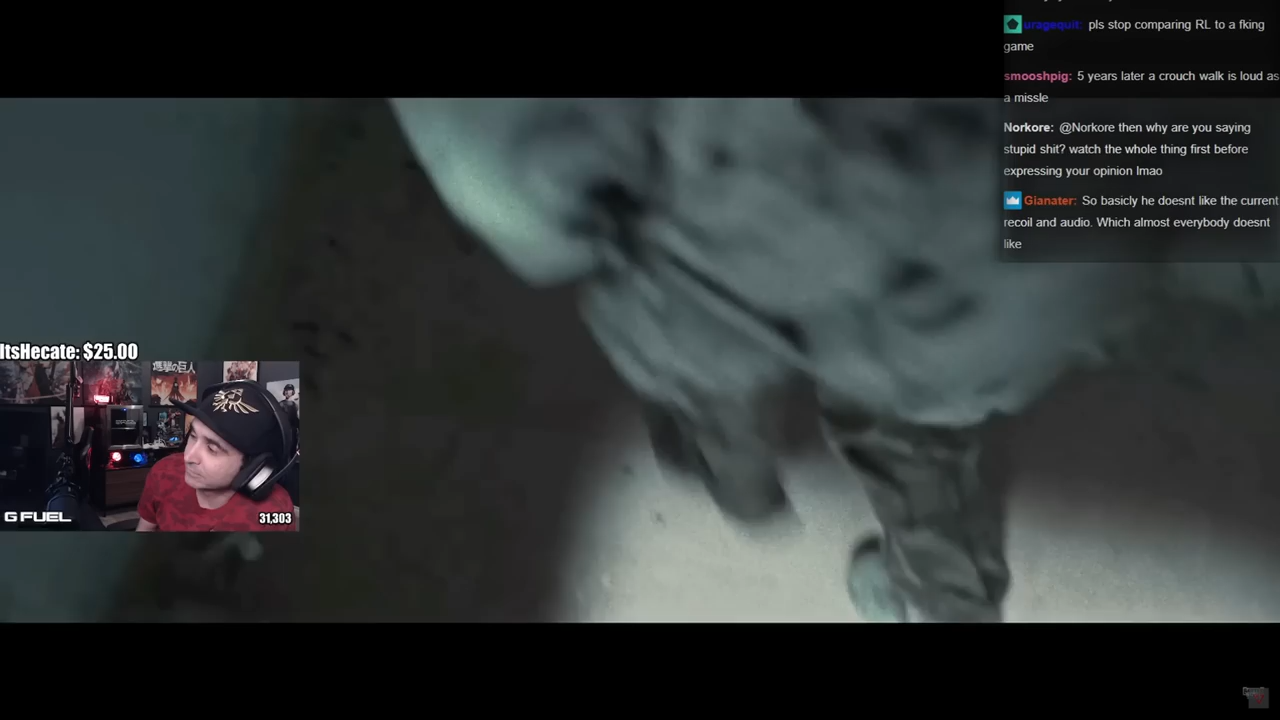 uragequit: pls stop comparing RL to a fking
game
smooshpig: 5 years later a crouch walk is loud as
a missle
Norkore: @Norkore then why are you saying
stupid shit? watch the whole thing first before
expressing your opinion lmao
Gianater: So basicly he doesnt like the current
recoil and audio. Which almost everybody doesnt
like
ItsHecate: $25.00
進撃の巨人
G FUEL
31,303